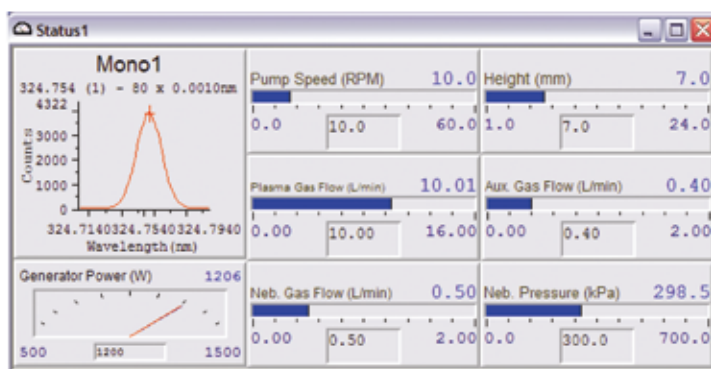 Status1
Mono1
324.754 (1) - 80 x 0.0010nm
4322
3000
2000
1000
0
Counts
324.7140 324.7540 324.7940
Wavelength(nm)
Generator Power (W) 1206
500 1200 1500
Pump Speed (RPM) 10.0
0.0 10.0 60.0
Plasma Gas Flow (L/min) 10.01
0.00 10.00 16.00
Neb. Gas Flow (L/min) 0.50
0.00 0.50 2.00
Height (mm) 7.0
1.0 7.0 24.0
Aux. Gas Flow (L/min) 0.40
0.00 0.40 2.00
Neb. Pressure (kPa) 298.5
0.0 300.0 700.0